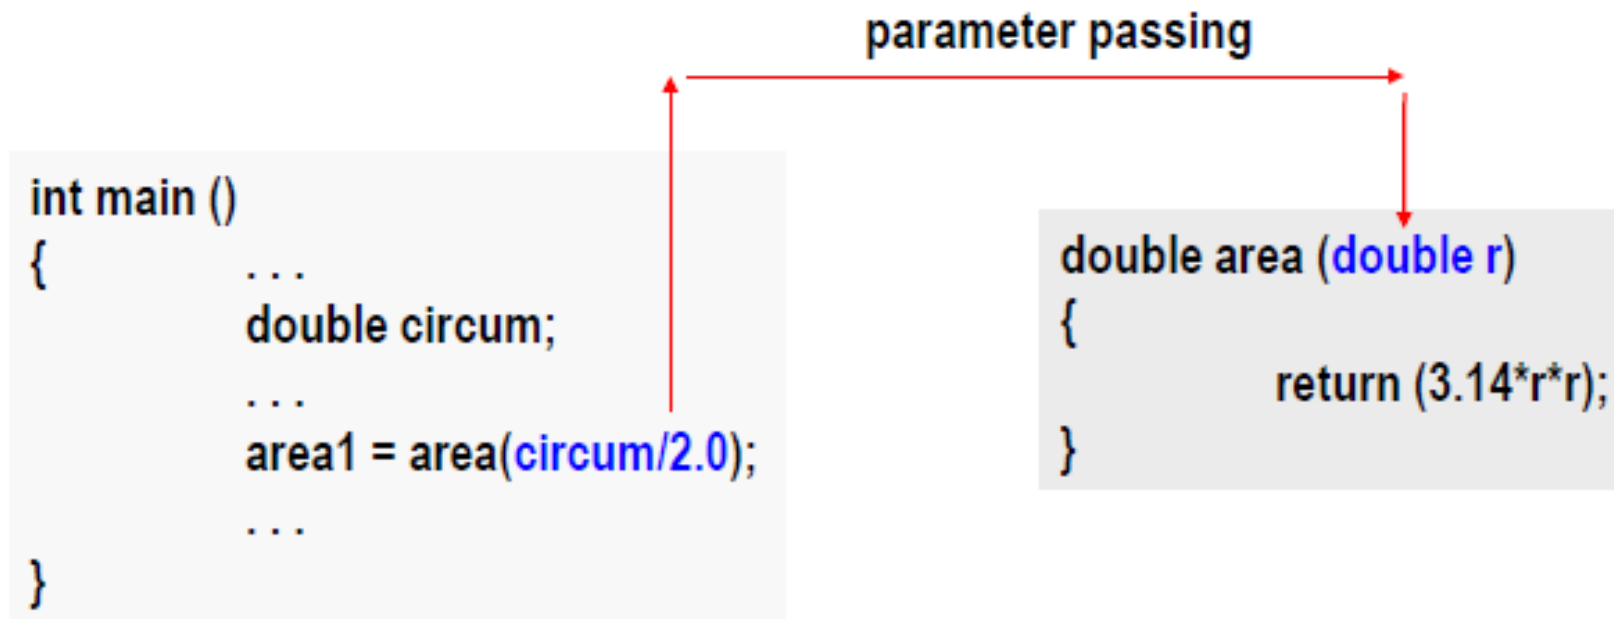 parameter passing
int main ()
{ . . .
double circum;
. . .
area1 = area(circum/2.0);
. . .
}
double area (double r)
{
return (3.14*r*r);
}